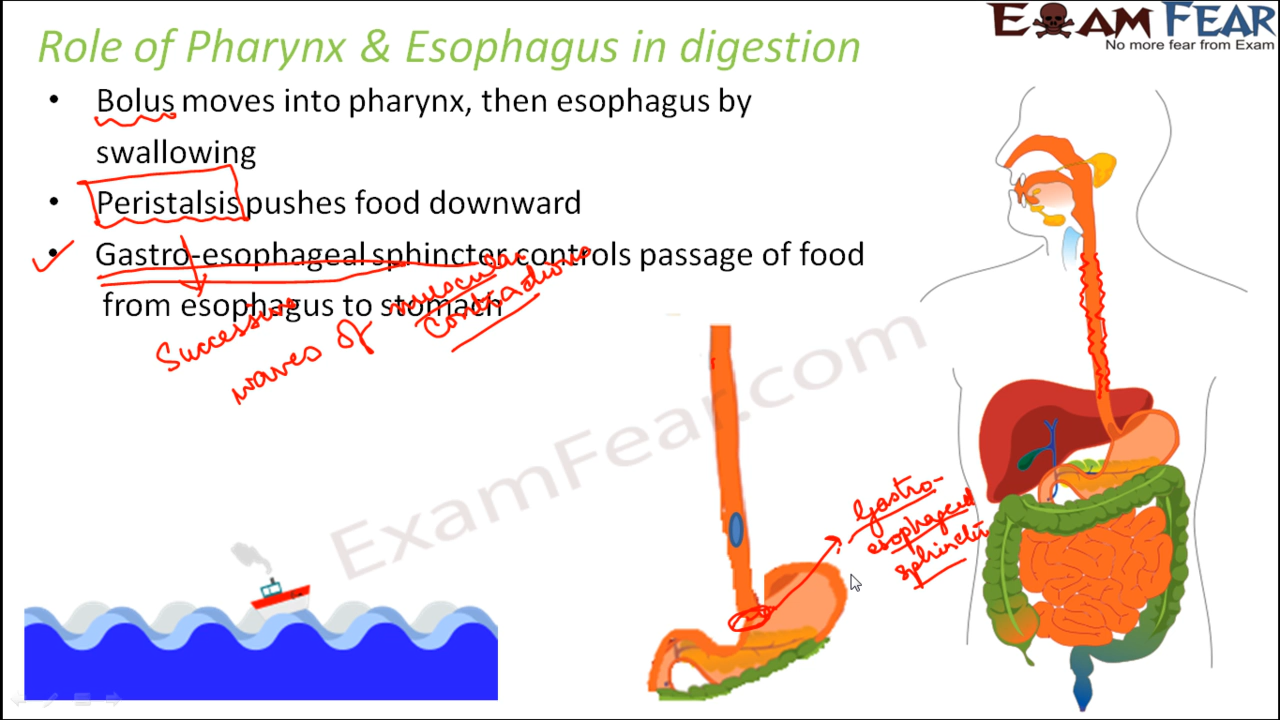 EXAM FEAR
No more fear from Exam
Role of Pharynx & Esophagus in digestion
• Bolus moves into pharynx, then esophagus by
swallowing
• Peristalsis pushes food downward
• Gastro-esophageal sphincter controls passage of food
from esophagus to stomach
Successive
waves of muscular
contractions
Gastro-
esophageal
sphincter
ExamFear.com